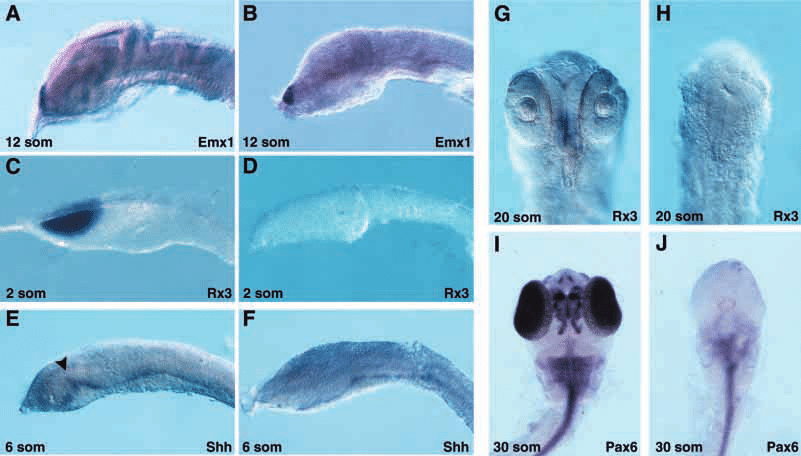 A
12 som Emx1
B
12 som Emx1
C
2 som Rx3
D
2 som Rx3
E
6 som Shh
F
6 som Shh
G
20 som Rx3
H
20 som Rx3
I
30 som Pax6
J
30 som Pax6